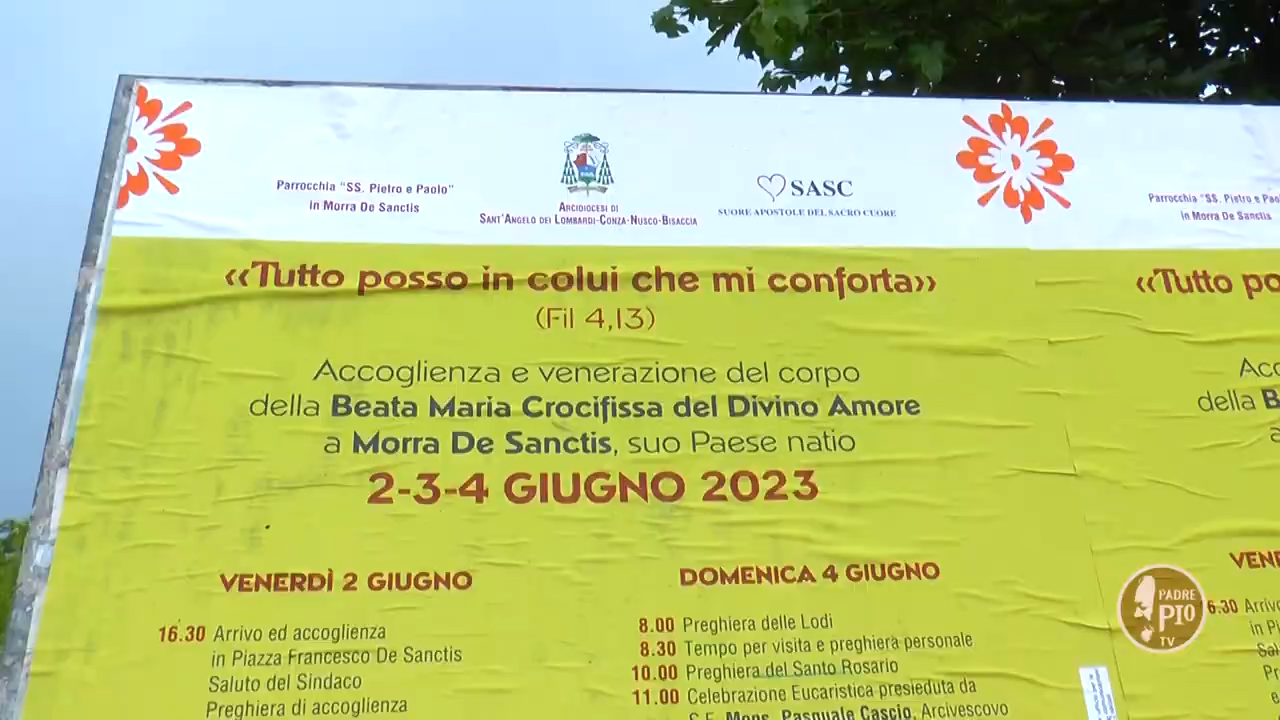 Parrocchia "SS. Pietro e Paolo"
in Morra De Sanctis
Arcidiocesi di
Sant'Angelo dei Lombardi-Conza-Nusco-Bisaccia
SASC
SUORE APOSTOLE DEL SACRO CUORE
«Tutto posso in colui che mi conforta»
(Fil 4,13)
Accoglienza e venerazione del corpo
della Beata Maria Crocifissa del Divino Amore
a Morra De Sanctis, suo Paese natio
2-3-4 GIUGNO 2023
VENERDÌ 2 GIUGNO
16.30 Arrivo ed accoglienza
in Piazza Francesco De Sanctis
Saluto del Sindaco
Preghiera di accoglienza
DOMENICA 4 GIUGNO
8.00 Preghiera delle Lodi
8.30 Tempo per visita e preghiera personale
10.00 Preghiera del Santo Rosario
11.00 Celebrazione Eucaristica presieduta da
S.E. Mons. Pasquale Cascio, Arcivescovo
Parrocchia "SS. Pietro e Pao
in Morra De Sanctis
«Tutto po
Acc
della B
a
VENE
6.30 Arrivo
in Pi
Sal
Pr
e
PADRE
PIO
TV